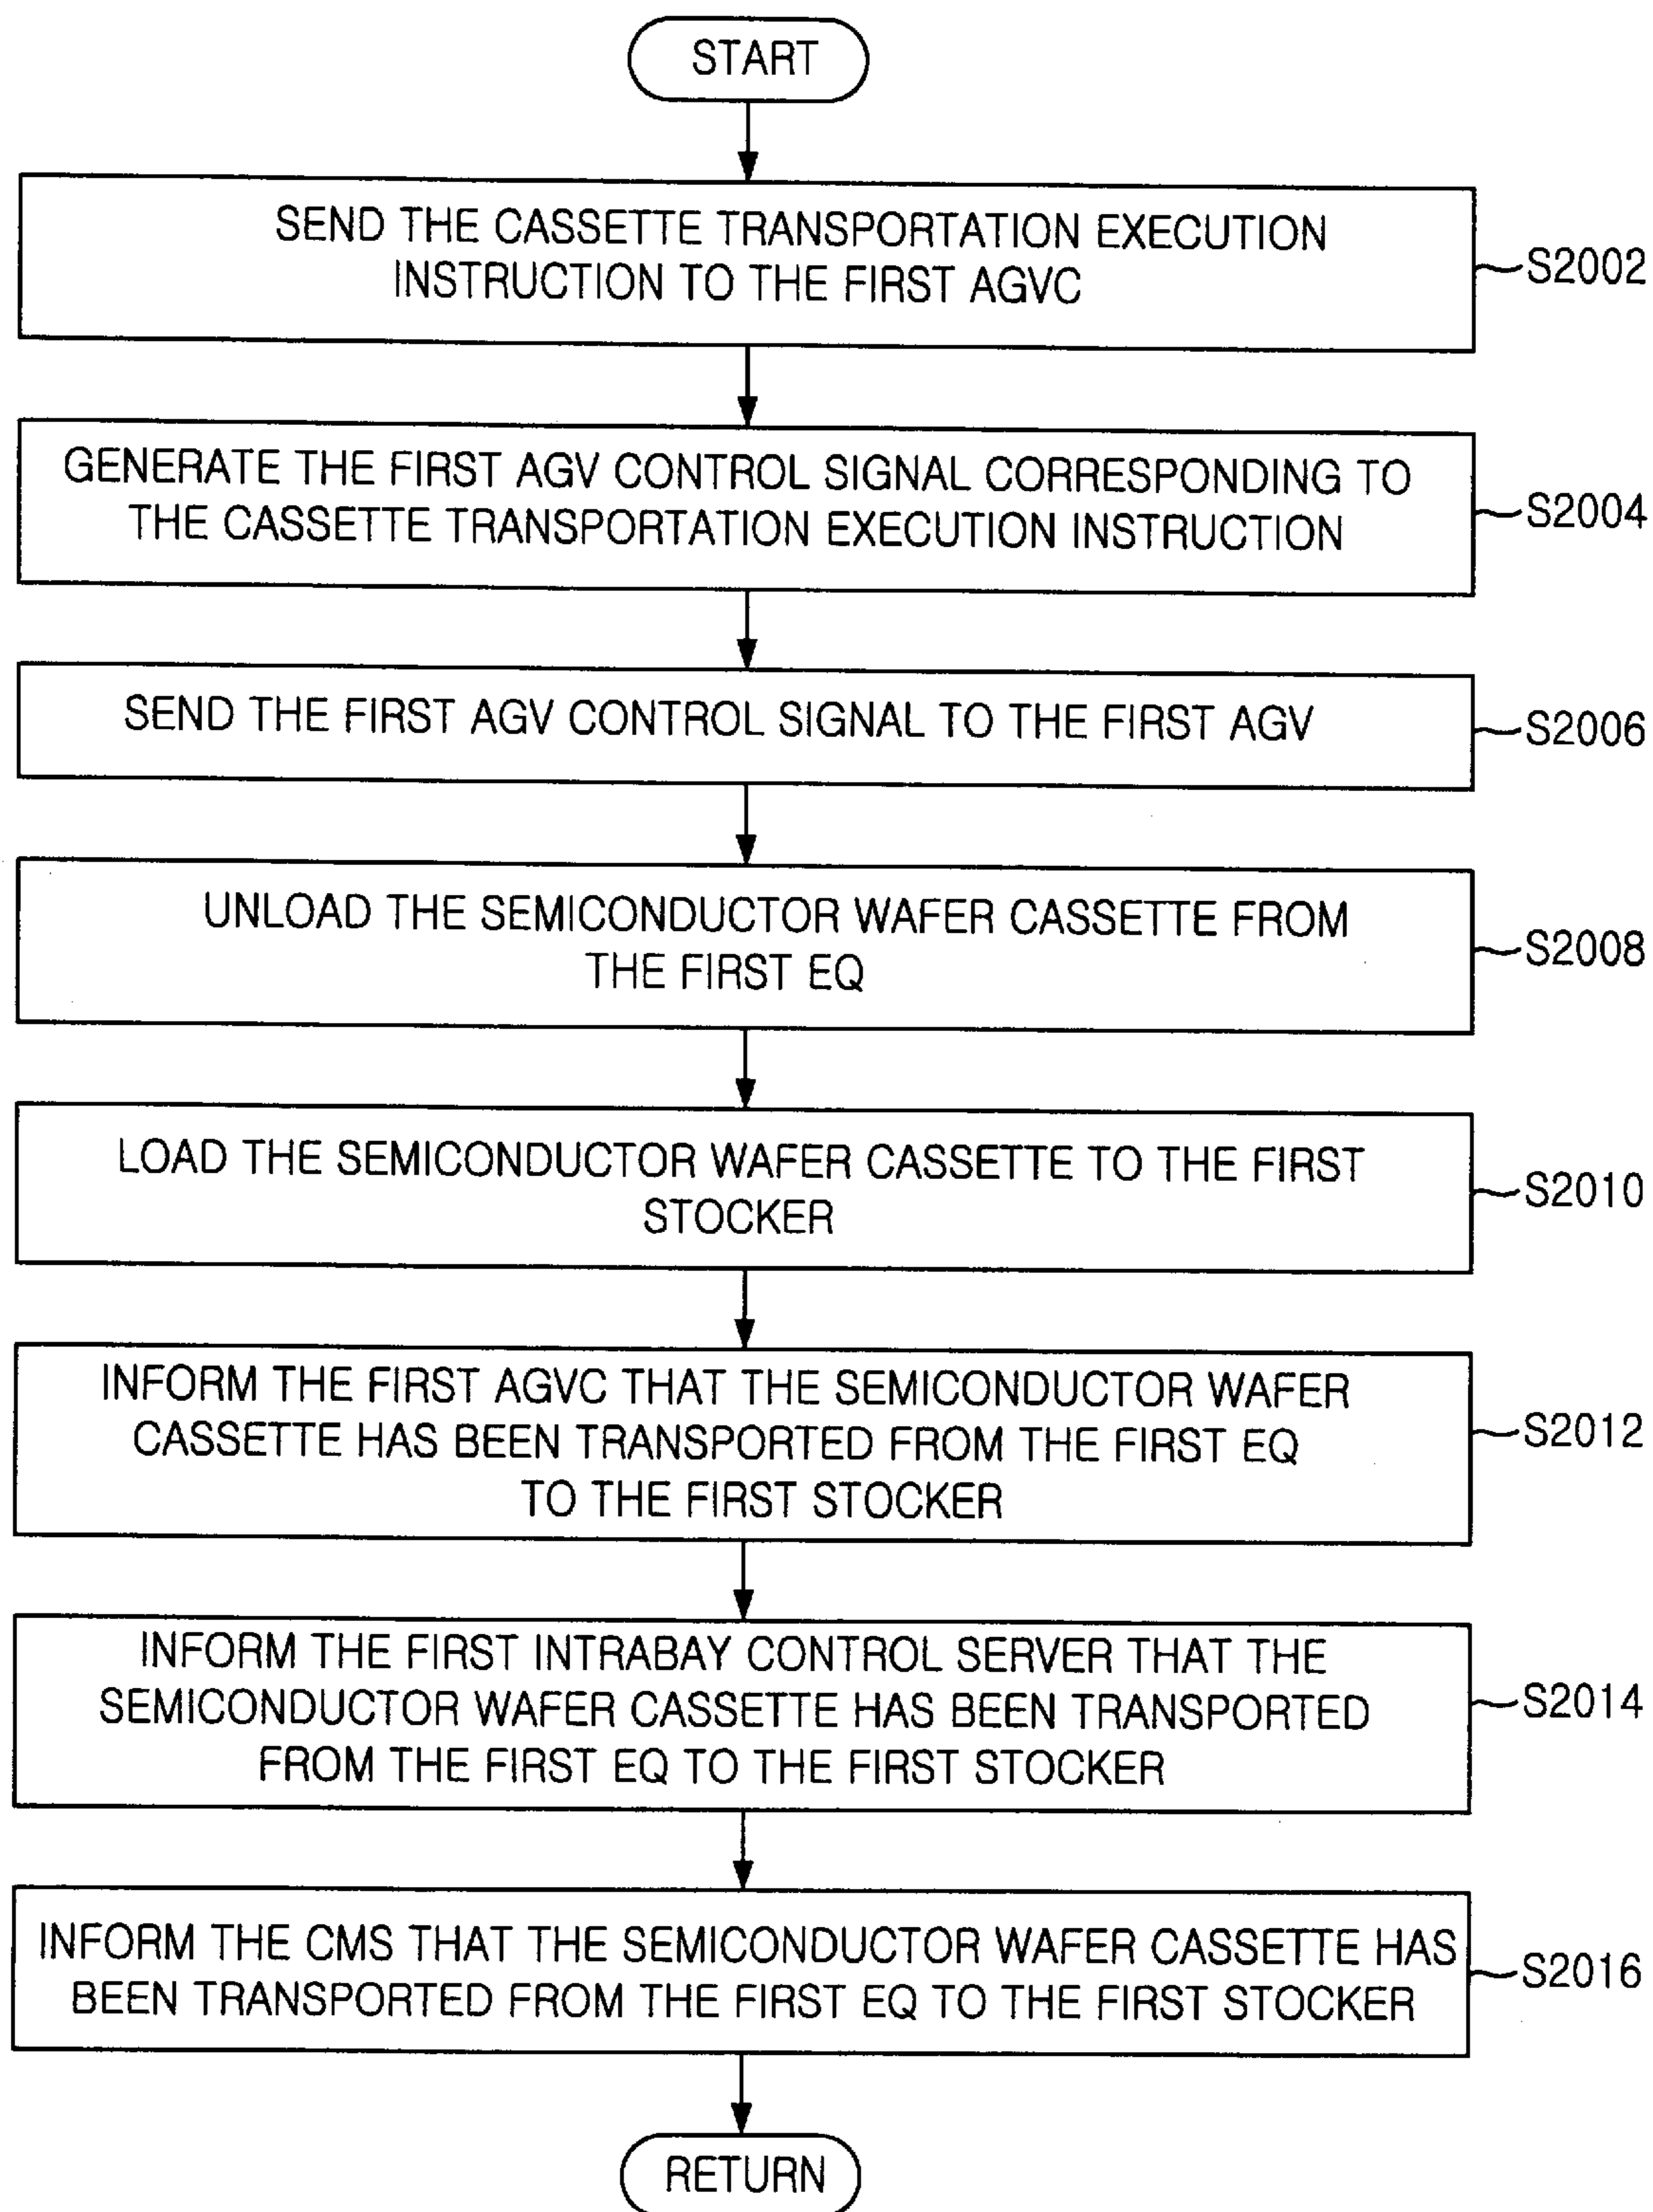 START
SEND THE CASSETTE TRANSPORTATION EXECUTION
INSTRUCTION TO THE FIRST AGVC
S2002
GENERATE THE FIRST AGV CONTROL SIGNAL CORRESPONDING TO
THE CASSETTE TRANSPORTATION EXECUTION INSTRUCTION
S2004
SEND THE FIRST AGV CONTROL SIGNAL TO THE FIRST AGV
S2006
UNLOAD THE SEMICONDUCTOR WAFER CASSETTE FROM
THE FIRST EQ
S2008
LOAD THE SEMICONDUCTOR WAFER CASSETTE TO THE FIRST
STOCKER
S2010
INFORM THE FIRST AGVC THAT THE SEMICONDUCTOR WAFER
CASSETTE HAS BEEN TRANSPORTED FROM THE FIRST EQ
TO THE FIRST STOCKER
S2012
INFORM THE FIRST INTRABAY CONTROL SERVER THAT THE
SEMICONDUCTOR WAFER CASSETTE HAS BEEN TRANSPORTED
FROM THE FIRST EQ TO THE FIRST STOCKER
S2014
INFORM THE CMS THAT THE SEMICONDUCTOR WAFER CASSETTE HAS
BEEN TRANSPORTED FROM THE FIRST EQ TO THE FIRST STOCKER
S2016
RETURN